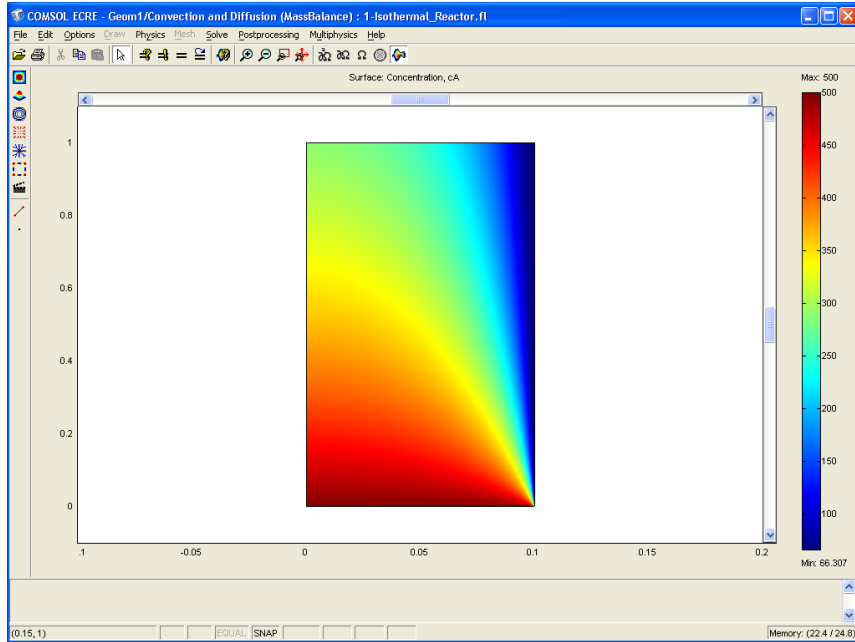 COMSOL ECRE - Geom1/Convection and Diffusion (MassBalance) : 1-Isothermal_Reactor.fl
File Edit Options Draw Physics Mesh Solve Postprocessing Multiphysics Help
Surface: Concentration, cA
Max: 500
500
450
400
350
300
250
200
150
100
Min: 66.307
1
0.8
0.6
0.4
0.2
0
.1 -0.05 0 0.05 0.1 0.15 0.2
(0.15, 1) EQUAL SNAP Memory: (22.4 / 24.8)